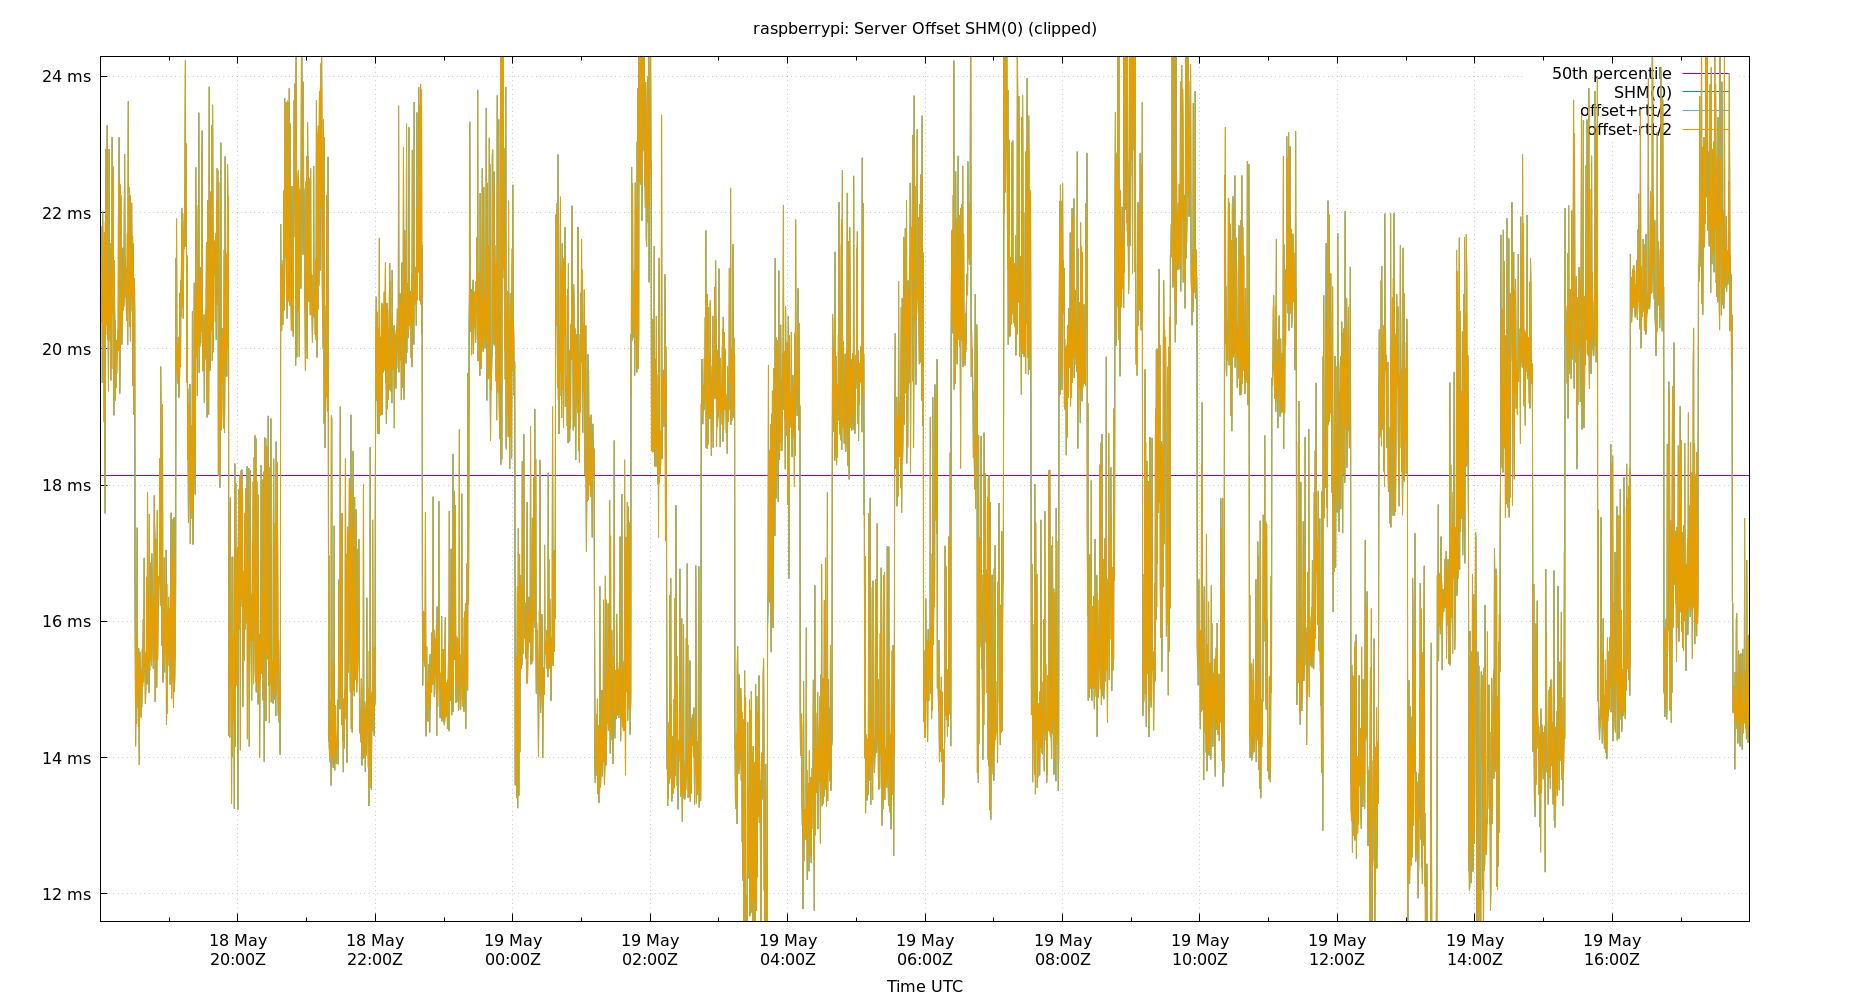 raspberrypi: Server Offset SHM(0) (clipped)
24 ms
22 ms
20 ms
18 ms
16 ms
14 ms
12 ms
50th percentile
SHM(0)
offset+rtt/2
offset-rtt/2
18 May
20:00Z
18 May
22:00Z
19 May
00:00Z
19 May
02:00Z
19 May
04:00Z
19 May
06:00Z
19 May
08:00Z
19 May
10:00Z
19 May
12:00Z
19 May
14:00Z
19 May
16:00Z
Time UTC